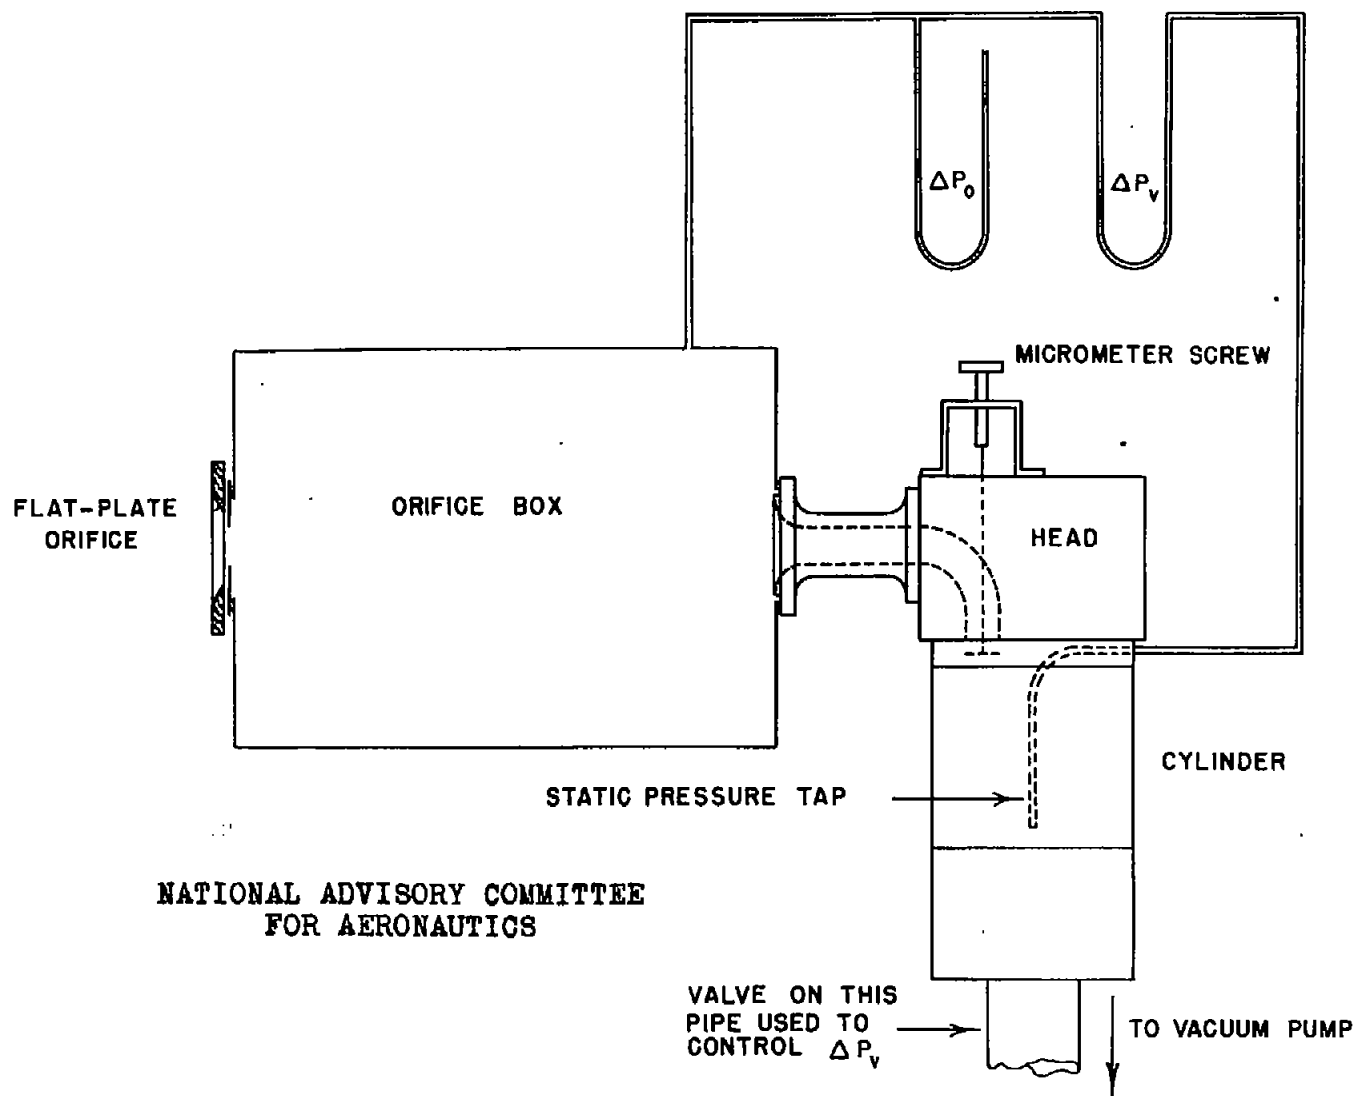 ΔP₀
ΔPᵥ
MICROMETER SCREW
FLAT-PLATE
ORIFICE
ORIFICE BOX
HEAD
CYLINDER
STATIC PRESSURE TAP
NATIONAL ADVISORY COMMITTEE
FOR AERONAUTICS
VALVE ON THIS
PIPE USED TO
CONTROL ΔPᵥ
TO VACUUM PUMP